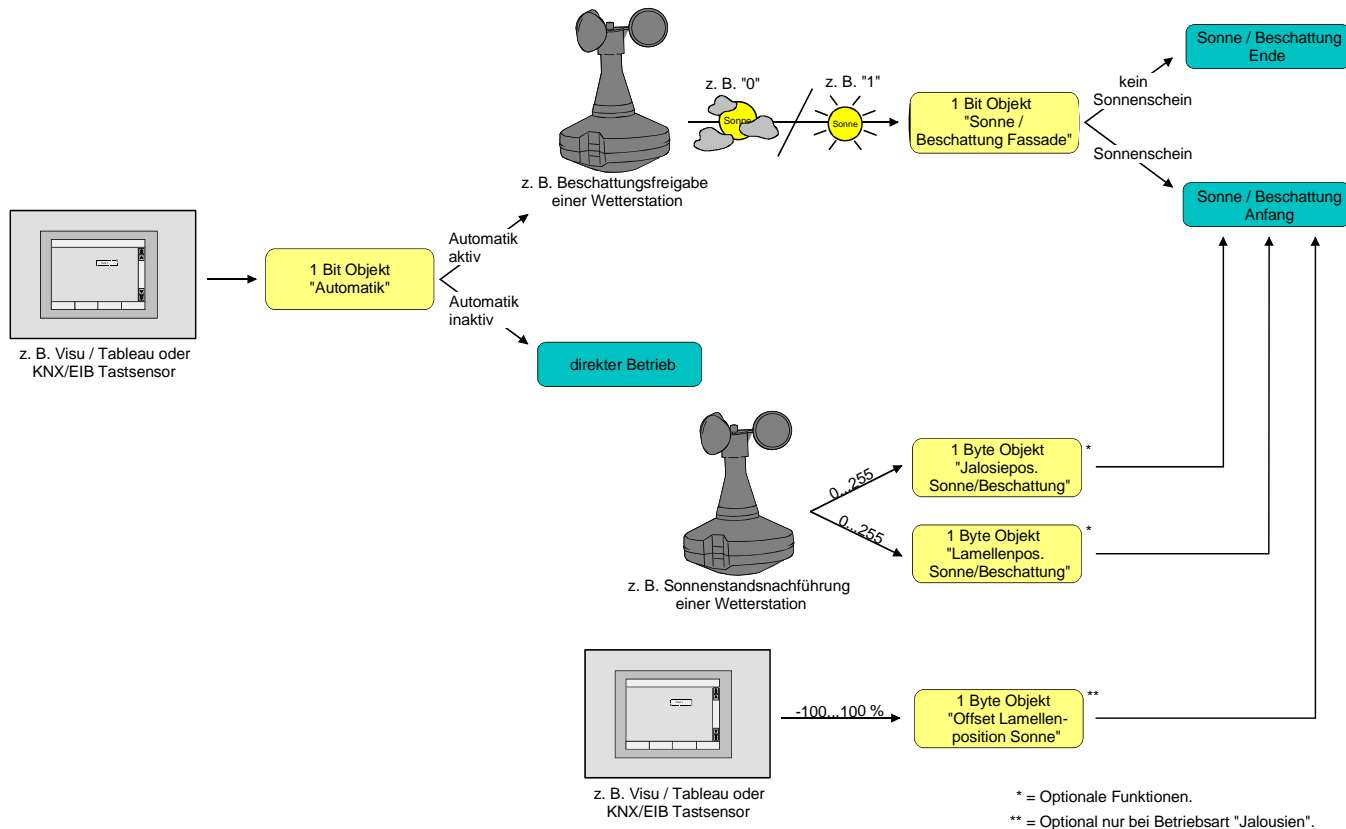 z. B. "0"
z. B. "1"
Sonne
Sonne
1 Bit Objekt
"Sonne /
Beschattung Fassade"
kein
Sonnenschein
Sonnenschein
Sonne / Beschattung
Ende
Sonne / Beschattung
Anfang
z. B. Beschattungsfreigabe
einer Wetterstation
z. B. Visu / Tableau oder
KNX/EIB Tastsensor
1 Bit Objekt
"Automatik"
Automatik
aktiv
Automatik
inaktiv
direkter Betrieb
z. B. Sonnenstandsnachführung
einer Wetterstation
0...255
0...255
1 Byte Objekt
"Jalosiepos.
Sonne/Beschattung"
*
1 Byte Objekt
"Lamellenpos.
Sonne/Beschattung"
*
z. B. Visu / Tableau oder
KNX/EIB Tastsensor
-100...100 %
1 Byte Objekt
"Offset Lamellen-
position Sonne"
**
* = Optionale Funktionen.
** = Optional nur bei Betriebsart "Jalousien".